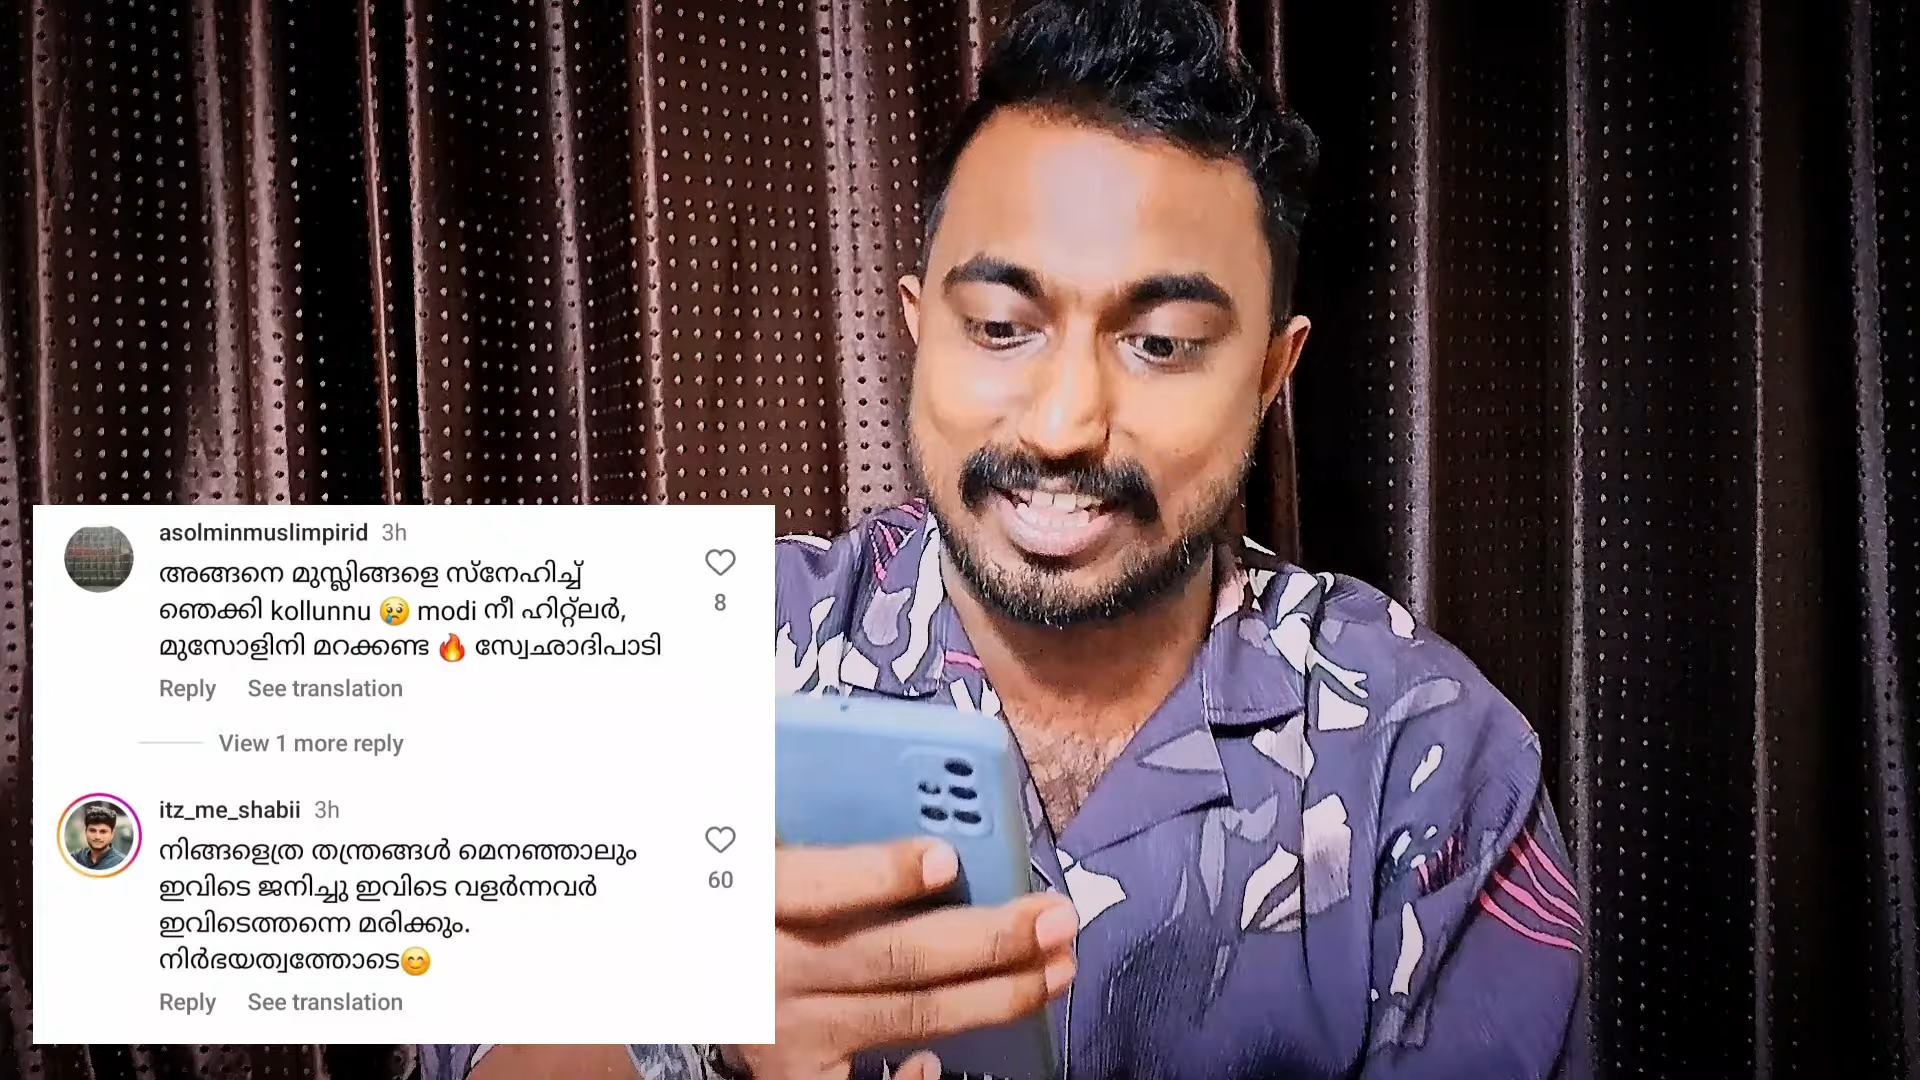 asolminmuslimpirid 3h
അങ്ങനെ മുസ്ലിങ്ങളെ സ്നേഹിച്ച്
ഞെക്കി kollunnu 😢 modi നീ ഹിറ്റ്ലർ,
മുസോളിനി മറക്കണ്ട 🔥 സ്വേഛാദിപാടി
8
Reply See translation
View 1 more reply
itz_me_shabii 3h
നിങ്ങളെത്ര തന്ത്രങ്ങൾ മെനഞ്ഞാലും
ഇവിടെ ജനിച്ചു ഇവിടെ വളർന്നവർ
ഇവിടെത്തന്നെ മരിക്കും.
നിർഭയത്വത്തോടെ😊
60
Reply See translation